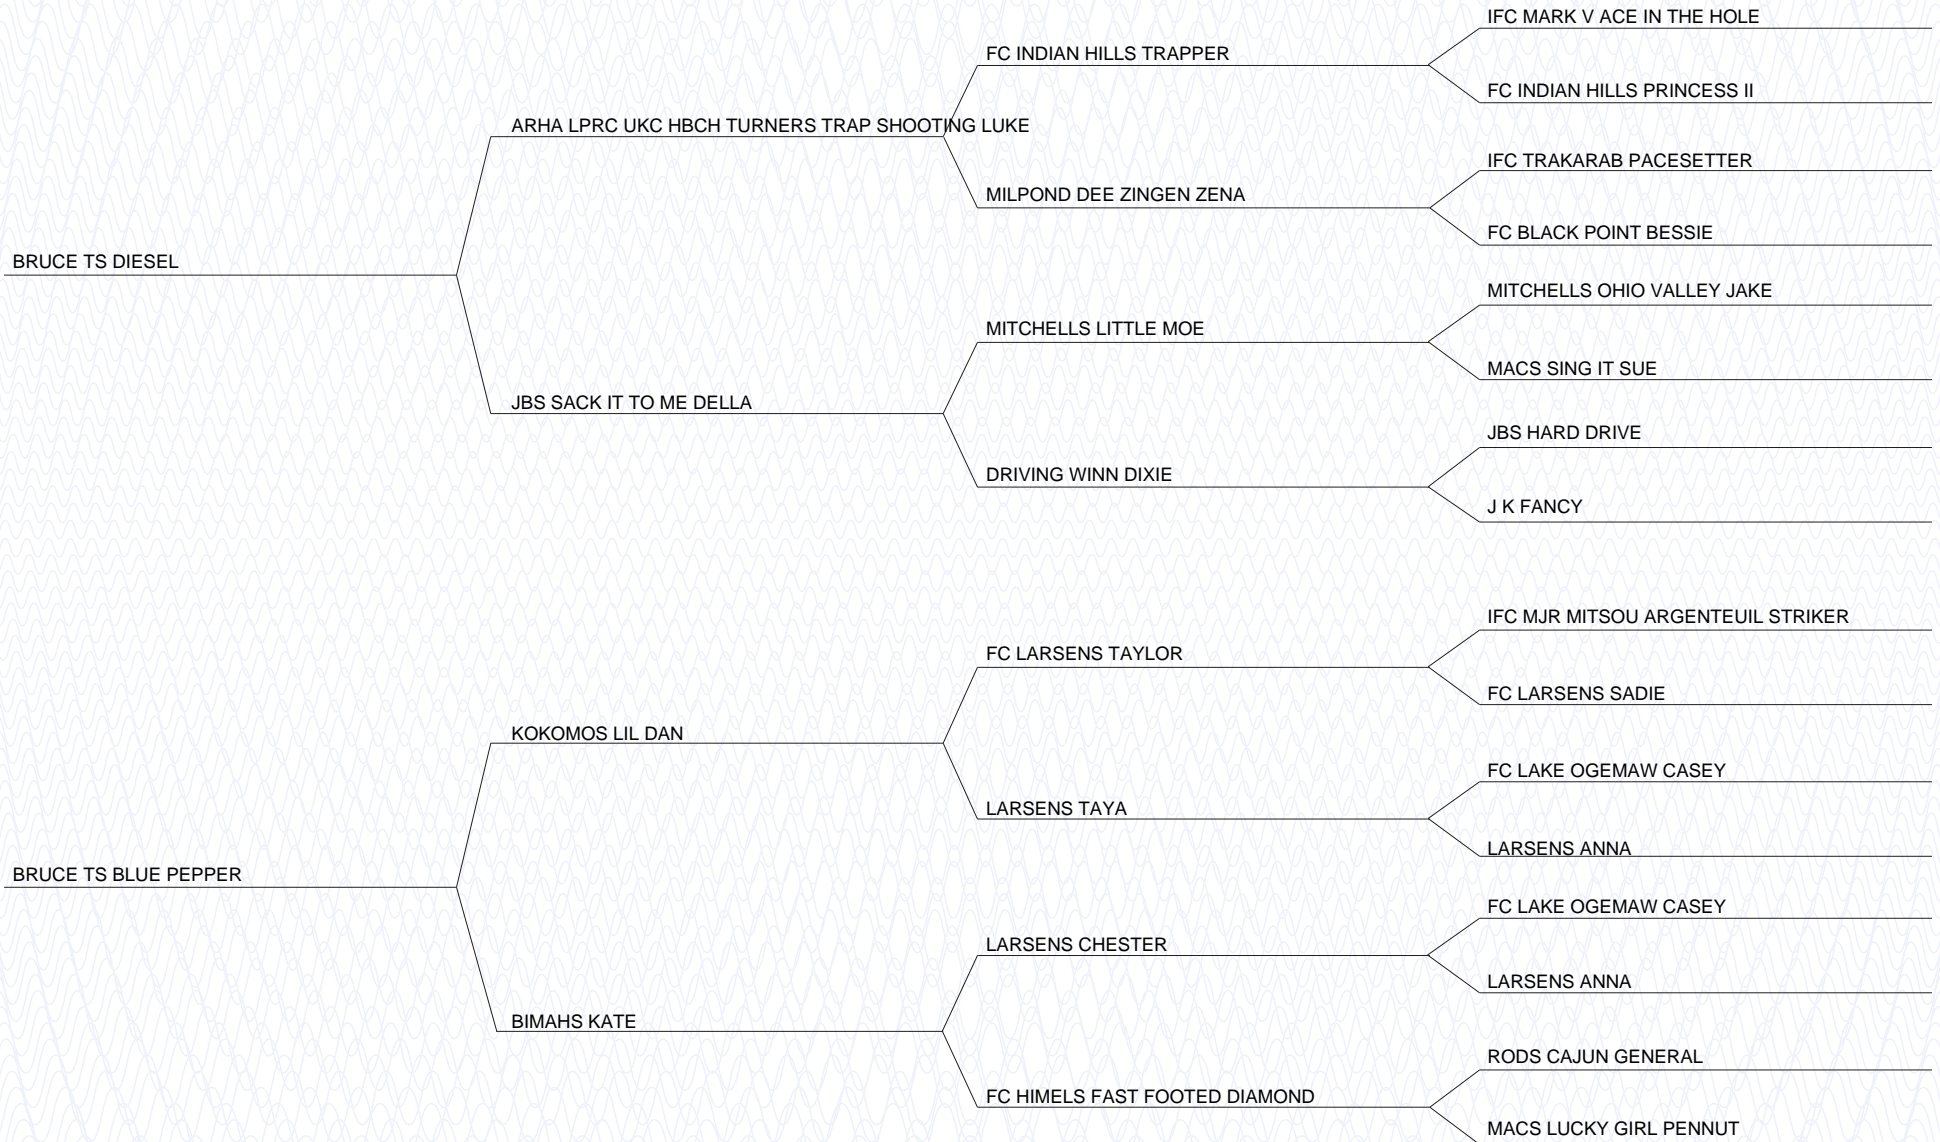 IFC MARK V ACE IN THE HOLE
FC INDIAN HILLS TRAPPER
FC INDIAN HILLS PRINCESS II
ARHA LPRC UKC HBCH TURNERS TRAP SHOOTING LUKE
IFC TRAKARAB PACESETTER
MILPOND DEE ZINGEN ZENA
FC BLACK POINT BESSIE
BRUCE TS DIESEL
MITCHELLS OHIO VALLEY JAKE
MITCHELLS LITTLE MOE
MACS SING IT SUE
JBS SACK IT TO ME DELLA
JBS HARD DRIVE
DRIVING WINN DIXIE
J K FANCY
IFC MJR MITSOU ARGENTEUIL STRIKER
FC LARSENS TAYLOR
FC LARSENS SADIE
KOKOMOS LIL DAN
FC LAKE OGEMAW CASEY
LARSENS TAYA
LARSENS ANNA
BRUCE TS BLUE PEPPER
FC LAKE OGEMAW CASEY
LARSENS CHESTER
LARSENS ANNA
BIMAHS KATE
RODS CAJUN GENERAL
FC HIMELS FAST FOOTED DIAMOND
MACS LUCKY GIRL PENNUT